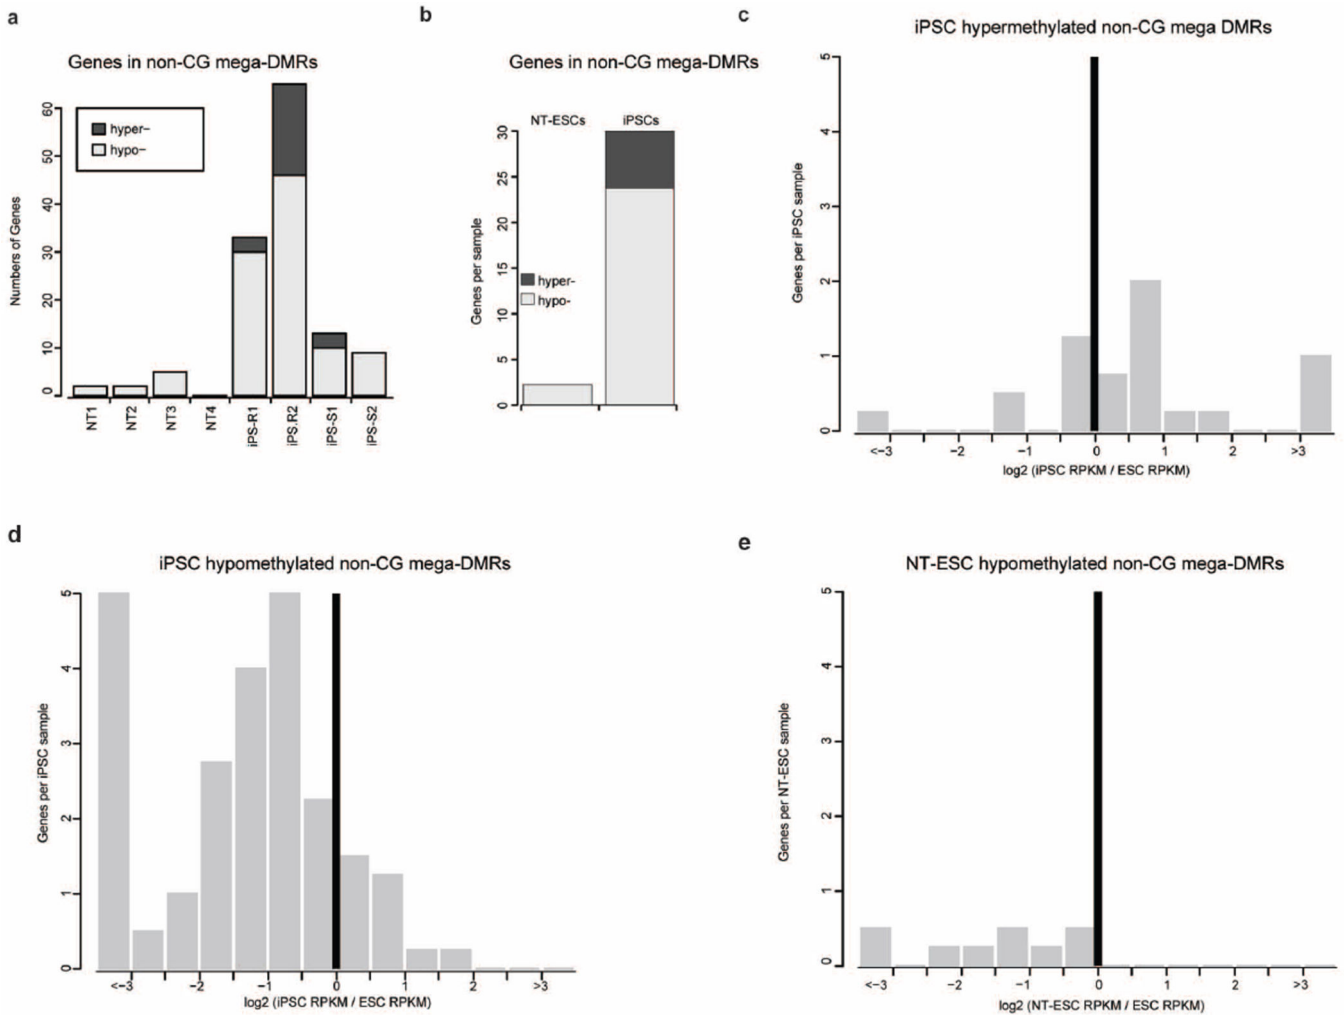 a
Genes in non-CG mega-DMRs
Numbers of Genes
60
50
40
30
20
10
0
hyper–
hypo–
NT1
NT2
NT3
NT4
iPS-R1
iPS.R2
iPS-S1
iPS-S2
b
Genes in non-CG mega-DMRs
NT-ESCs
iPSCs
Genes per sample
30
25
20
15
10
5
0
hyper-
hypo-
c
iPSC hypermethylated non-CG mega DMRs
Genes per iPSC sample
5
4
3
2
1
0
<−3
−2
−1
0
1
2
>3
log2 (iPSC RPKM / ESC RPKM)
d
iPSC hypomethylated non-CG mega-DMRs
Genes per iPSC sample
5
4
3
2
1
0
<−3
−2
−1
0
1
2
>3
log2 (iPSC RPKM / ESC RPKM)
e
NT-ESC hypomethylated non-CG mega-DMRs
Genes per NT-ESC sample
5
4
3
2
1
0
<−3
−2
−1
0
1
2
>3
log2 (NT-ESC RPKM / ESC RPKM)